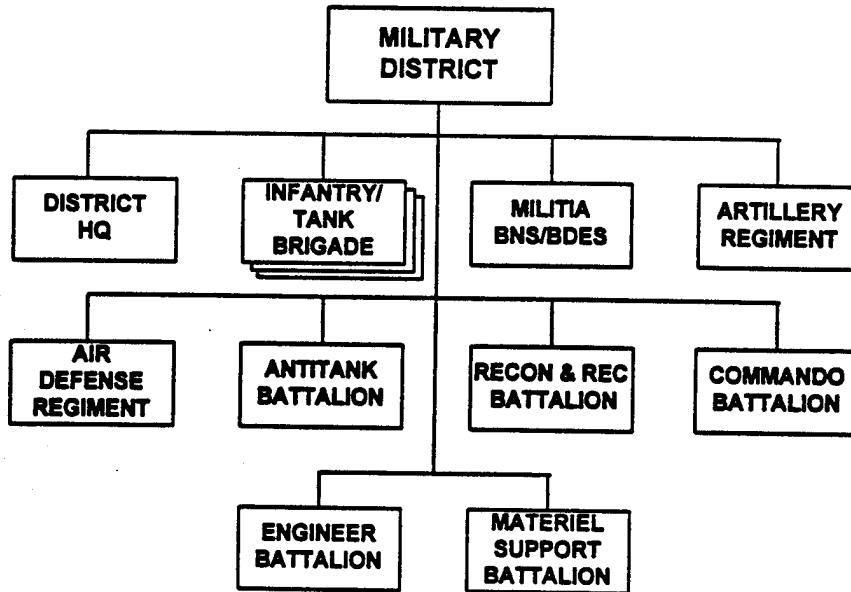 MILITARY
DISTRICT
DISTRICT
HQ
INFANTRY/
TANK
BRIGADE
MILITIA
BNS/BDES
ARTILLERY
REGIMENT
AIR
DEFENSE
REGIMENT
ANTITANK
BATTALION
RECON & REC
BATTALION
COMMANDO
BATTALION
ENGINEER
BATTALION
MATERIEL
SUPPORT
BATTALION